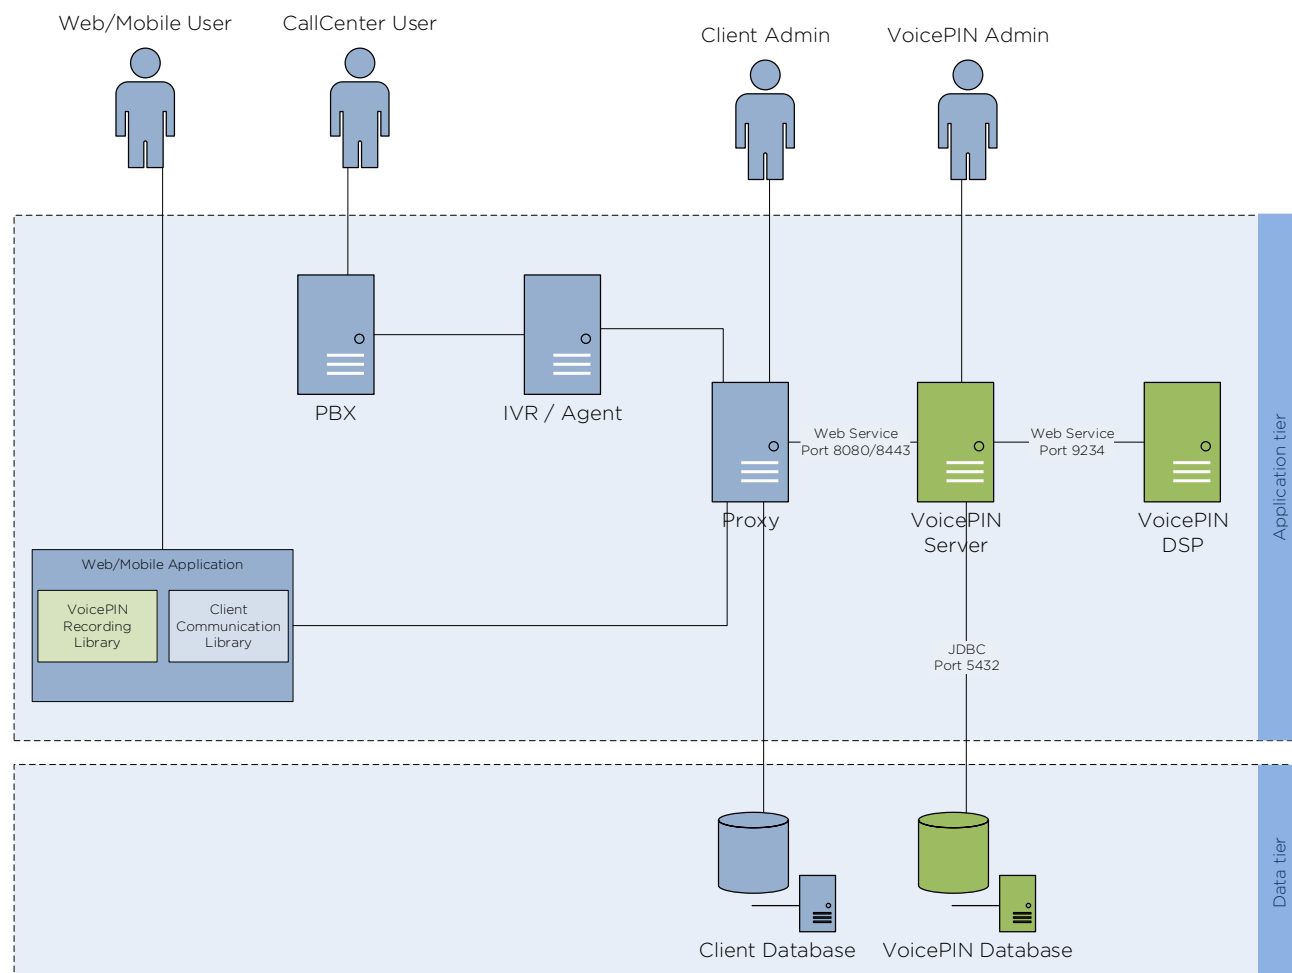 Web/Mobile User
CallCenter User
Client Admin
VoicePIN Admin
PBX
IVR / Agent
Web Service
Port 8080/8443
Web Service
Port 9234
Proxy
VoicePIN
Server
VoicePIN
DSP
Application tier
Web/Mobile Application
VoicePIN
Recording
Library
Client
Communication
Library
JDBC
Port 5432
Data tier
Client Database
VoicePIN Database